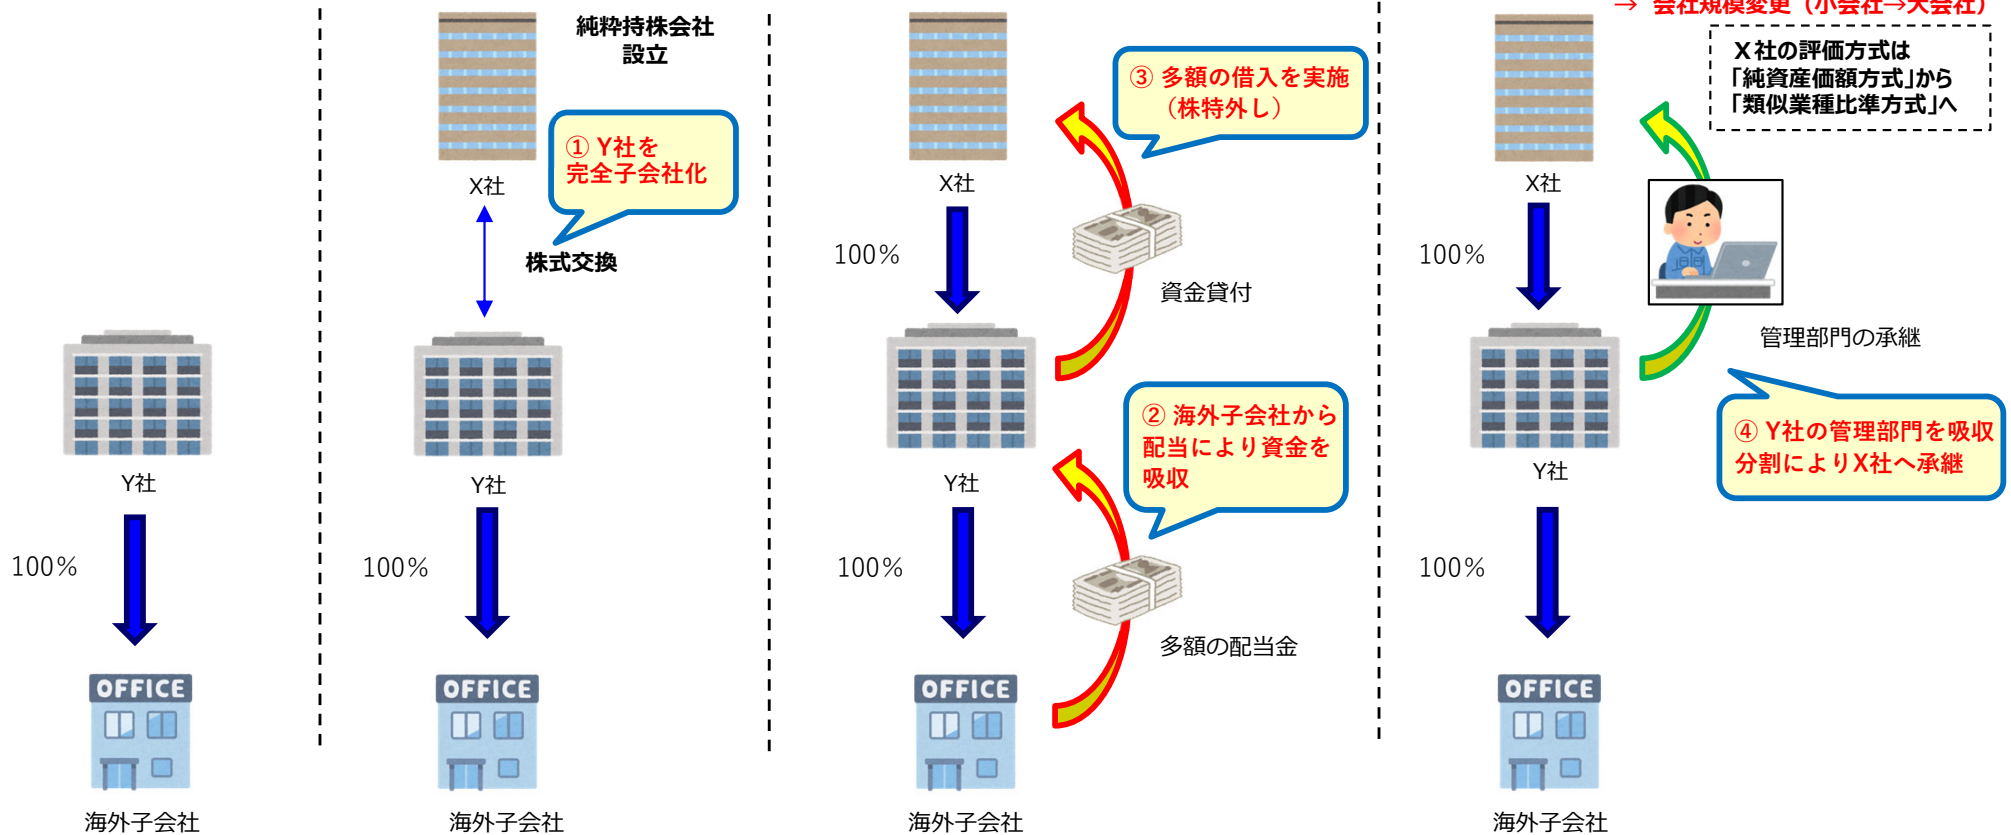 Y社
100%
OFFICE
海外子会社
純粋持株会社
設立
① Y社を
完全子会社化
X社
株式交換
Y社
100%
OFFICE
海外子会社
③ 多額の借入を実施
（株特外し）
X社
100%
資金貸付
② 海外子会社から
配当により資金を
吸収
Y社
100%
多額の配当金
OFFICE
海外子会社
→ 会社規模変更（小会社→大会社）
X社の評価方式は
「純資産価額方式」から
「類似業種比準方式」へ
X社
100%
管理部門の承継
④ Y社の管理部門を吸収
分割によりX社へ承継
Y社
100%
OFFICE
海外子会社